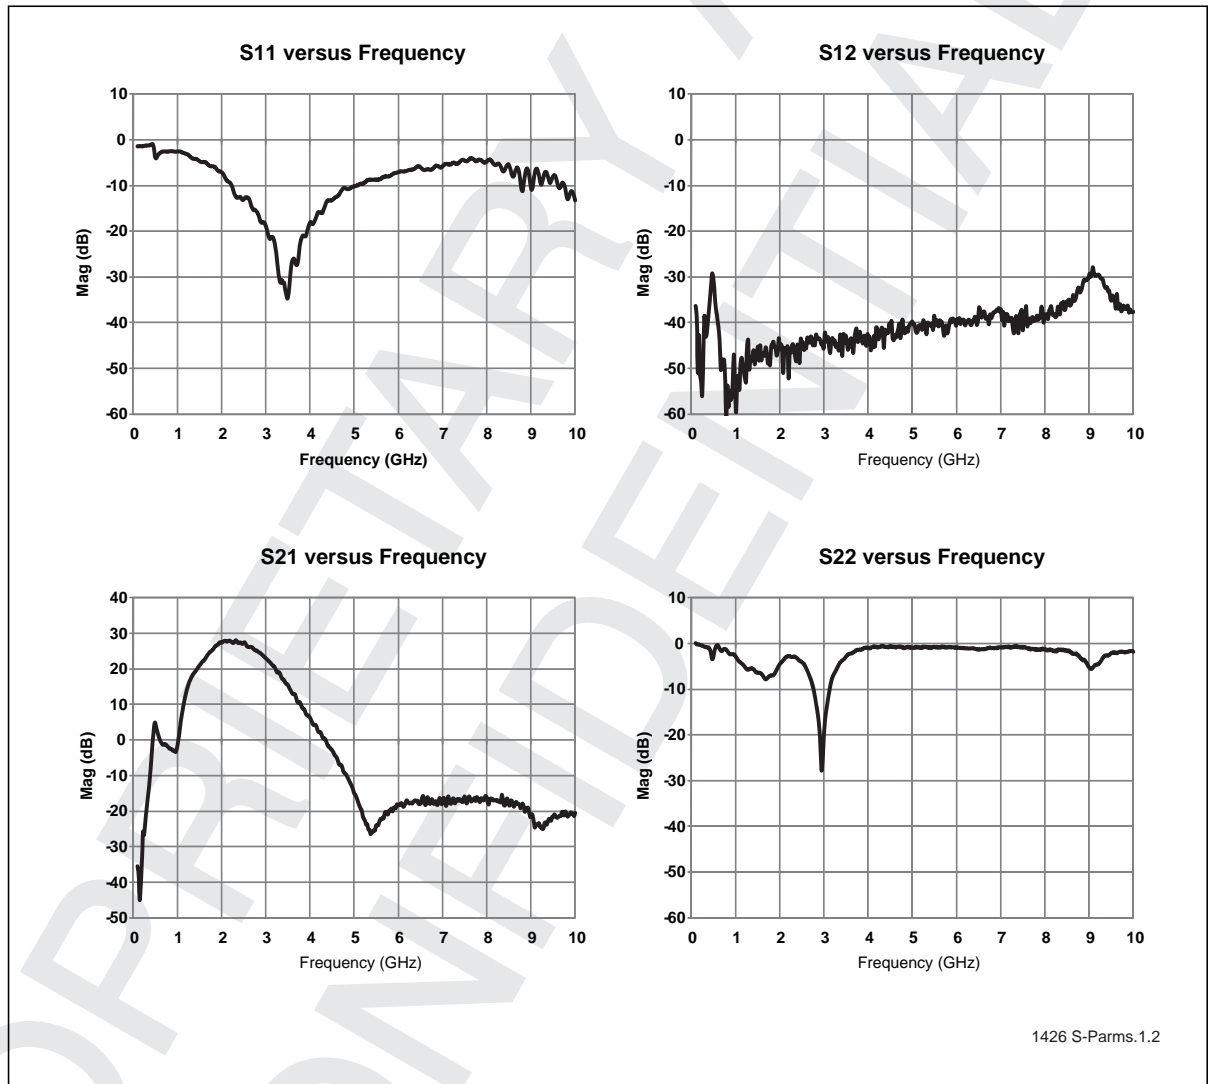 S11 versus Frequency
10
0
-10
-20
-30
-40
-50
-60
Mag (dB)
0 1 2 3 4 5 6 7 8 9 10
Frequency (GHz)
S12 versus Frequency
10
0
-10
-20
-30
-40
-50
-60
Mag (dB)
0 1 2 3 4 5 6 7 8 9 10
Frequency (GHz)
S21 versus Frequency
40
30
20
10
0
-10
-20
-30
-40
-50
Mag (dB)
0 1 2 3 4 5 6 7 8 9 10
Frequency (GHz)
S22 versus Frequency
10
0
-10
-20
-30
-40
-50
-60
Mag (dB)
0 1 2 3 4 5 6 7 8 9 10
Frequency (GHz)
1426 S-Parms.1.2